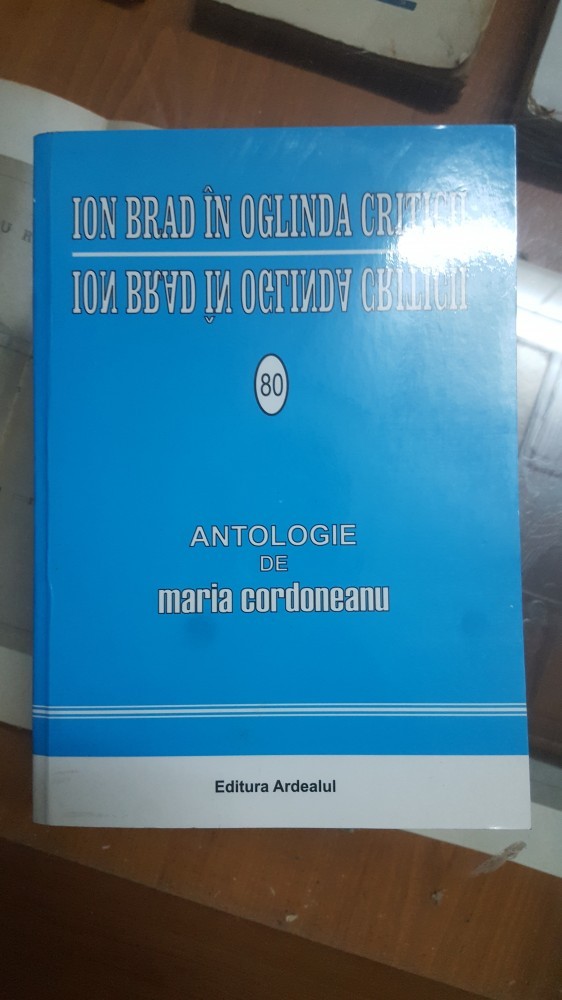 ION BRAD ÎN OGLINDA CRITICII
ION BRAD ÎN OGLINDA CRITICII
80
ANTOLOGIE
DE
maria cordoneanu
Editura Ardealul